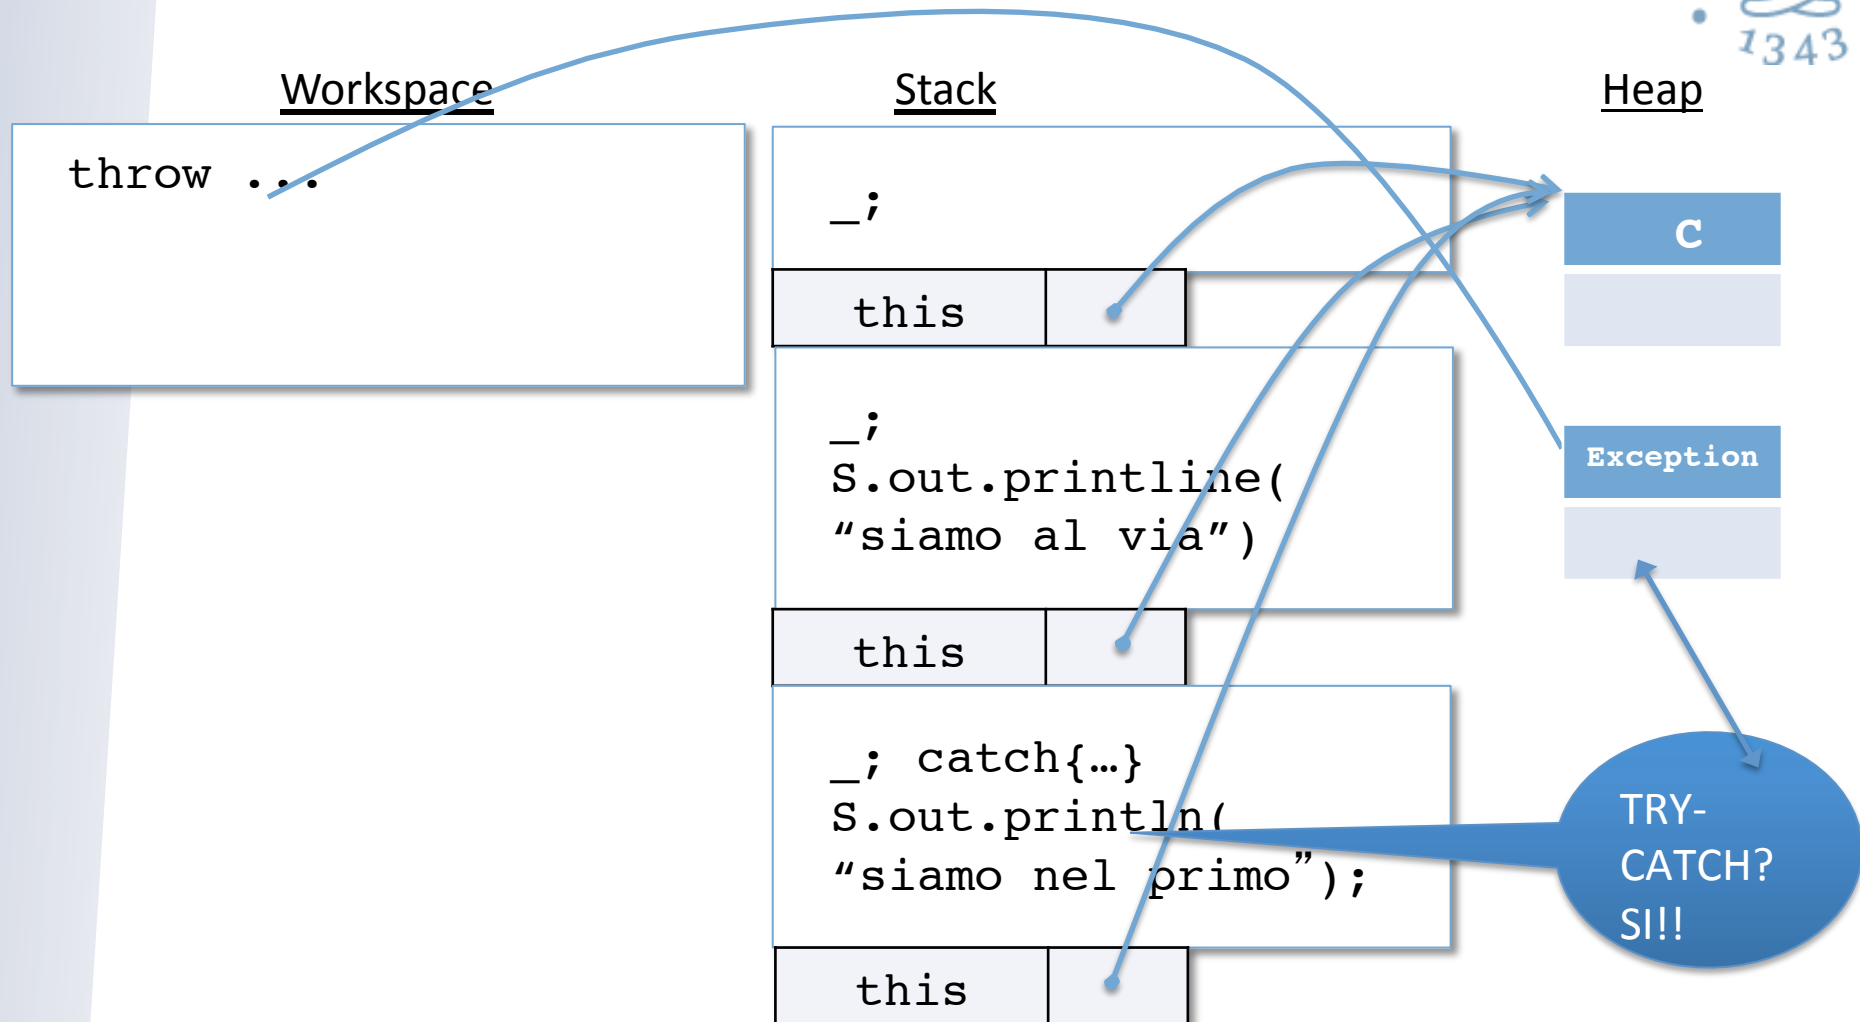 1343
Workspace
Stack
Heap
throw ...
_;
this
_;
S.out.printline(
“siamo al via”)
this
_; catch{…}
S.out.println(
“siamo nel primo”);
this
C
Exception
TRY-
CATCH?
SI!!